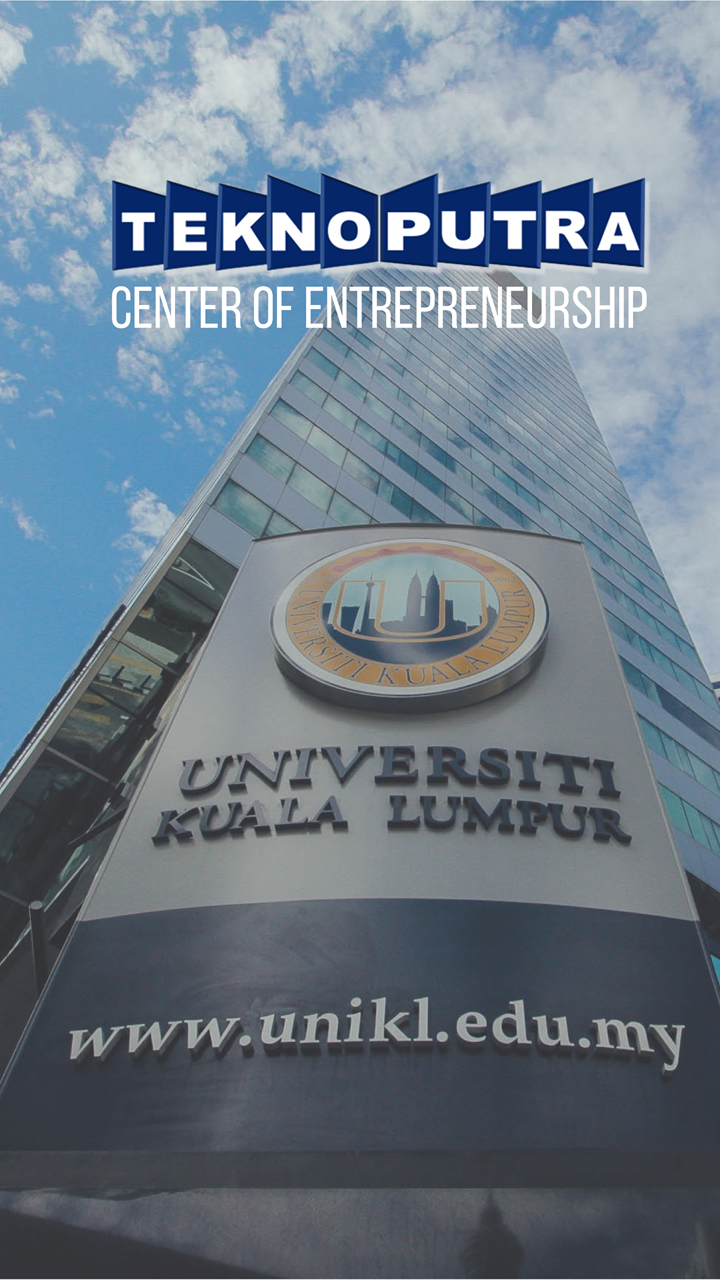 TEKNOPUTRA
CENTER OF ENTREPRENEURSHIP
UNIVERSITI KUALA LUMPUR
UNIVERSITI
KUALA LUMPUR
www.unikl.edu.my